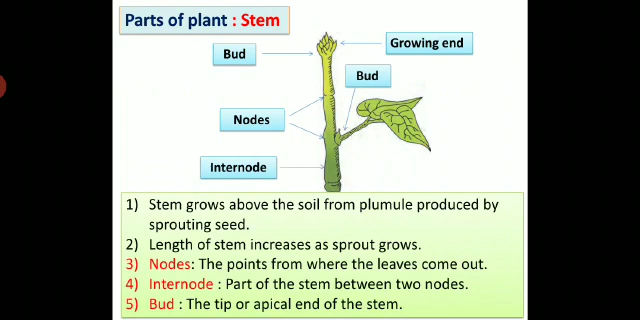 Parts of plant : Stem
Bud
Growing end
Bud
Nodes
Internode
1) Stem grows above the soil from plumule produced by
sprouting seed.
2) Length of stem increases as sprout grows.
3) Nodes: The points from where the leaves come out.
4) Internode : Part of the stem between two nodes.
5) Bud : The tip or apical end of the stem.